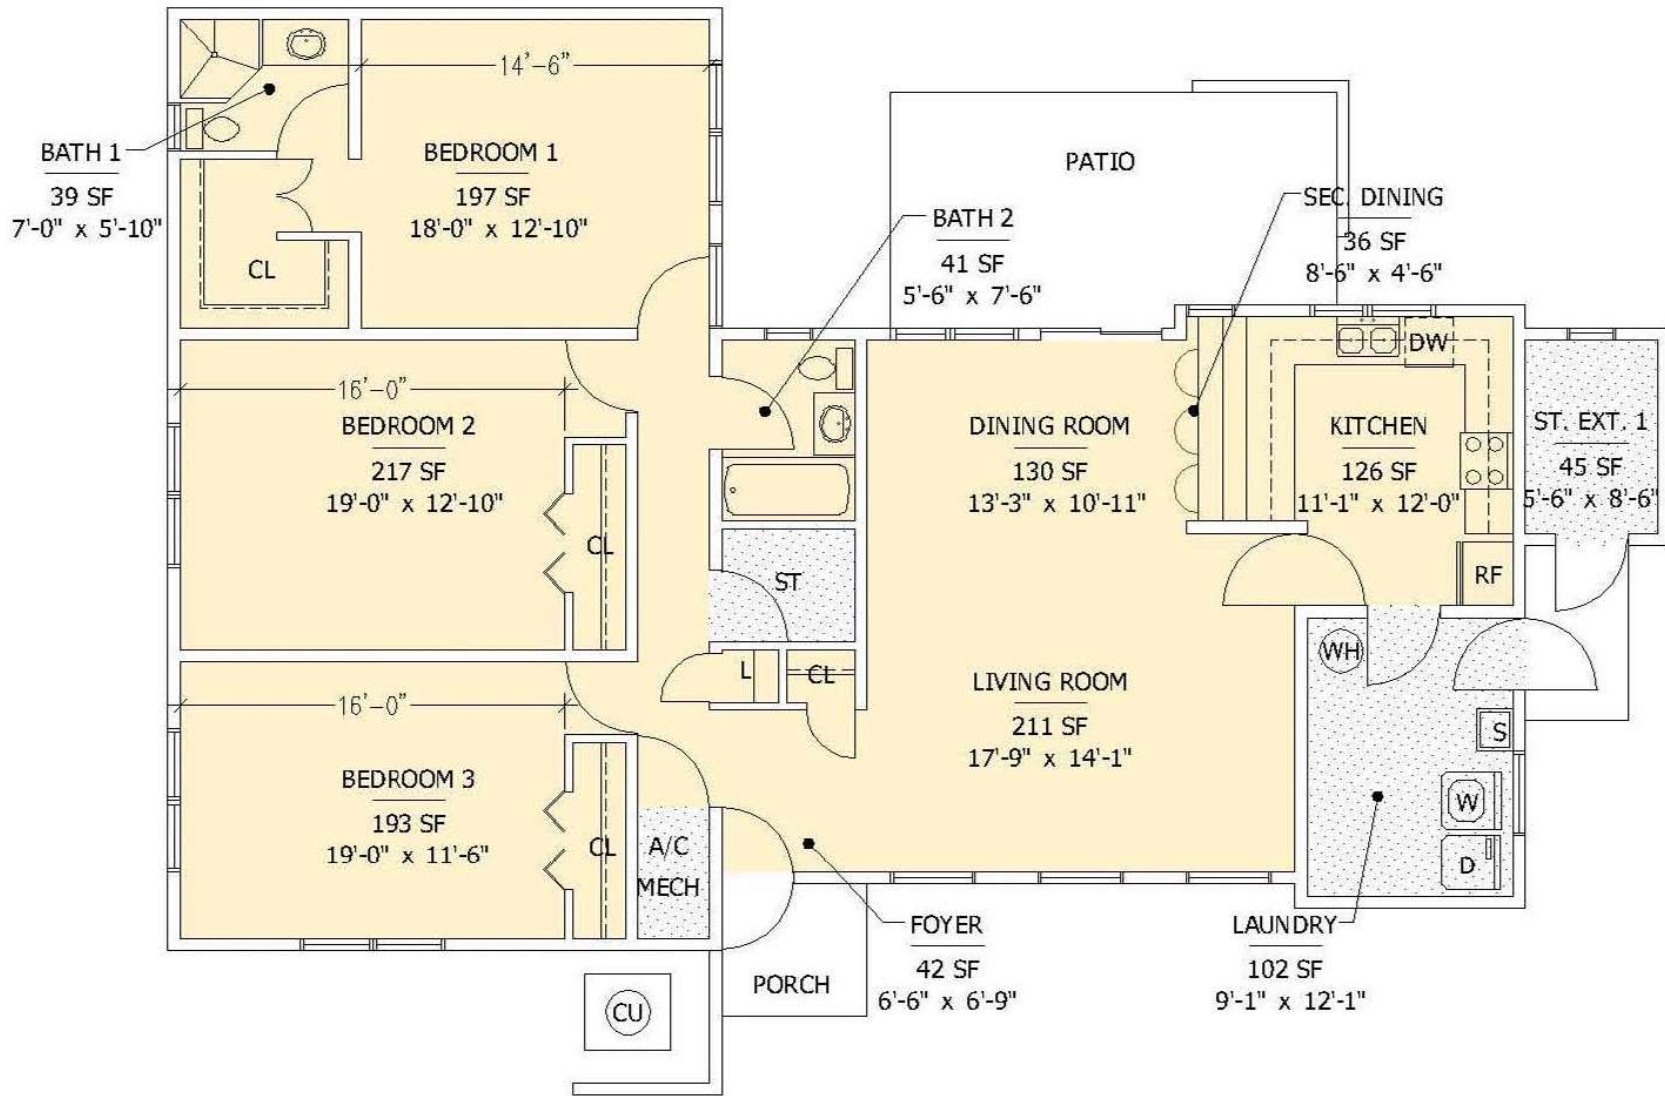 14'-6"
BATH 1
39 SF
7'-0" x 5'-10"
BEDROOM 1
197 SF
18'-0" x 12'-10"
CL
PATIO
BATH 2
41 SF
5'-6" x 7'-6"
SEC. DINING
36 SF
8'-6" x 4'-6"
16'-0"
BEDROOM 2
217 SF
19'-0" x 12'-10"
CL
DINING ROOM
130 SF
13'-3" x 10'-11"
DW
KITCHEN
126 SF
11'-1" x 12'-0"
ST. EXT. 1
45 SF
5'-6" x 8'-6"
ST
RF
WH
L
CL
16'-0"
BEDROOM 3
193 SF
19'-0" x 11'-6"
CL
A/C
MECH
LIVING ROOM
211 SF
17'-9" x 14'-1"
S
W
D
FOYER
42 SF
6'-6" x 6'-9"
LAUNDRY
102 SF
9'-1" x 12'-1"
PORCH
CU